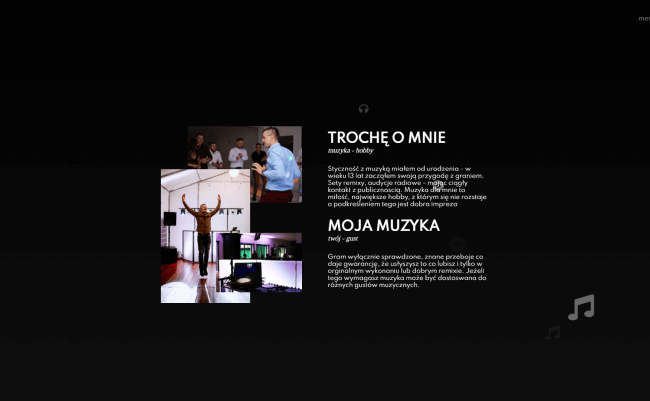 TROCHĘ O MNIE
muzyka - hobby
Styczność z muzyką miałem od urodzenia - w
wieku 13 lat zacząłem swoją przygodę z graniem.
Sety remixy, audycje radiowe - mając ciągły
kontakt z publicznością. Muzyka dla mnie to
miłość, największe hobby, z którym się nie rozstaje
a podkreśleniem tego jest dobra impreza
MOJA MUZYKA
twój - gust
Gram wyłącznie sprawdzone, znane przeboje co
daje gwarancję, że usłyszysz to co lubisz i tylko w
orginalnym wykonaniu lub dobrym remixie. Jeżeli
tego wymagasz muzyka może być dostoswana do
różnych gustów muzycznych.